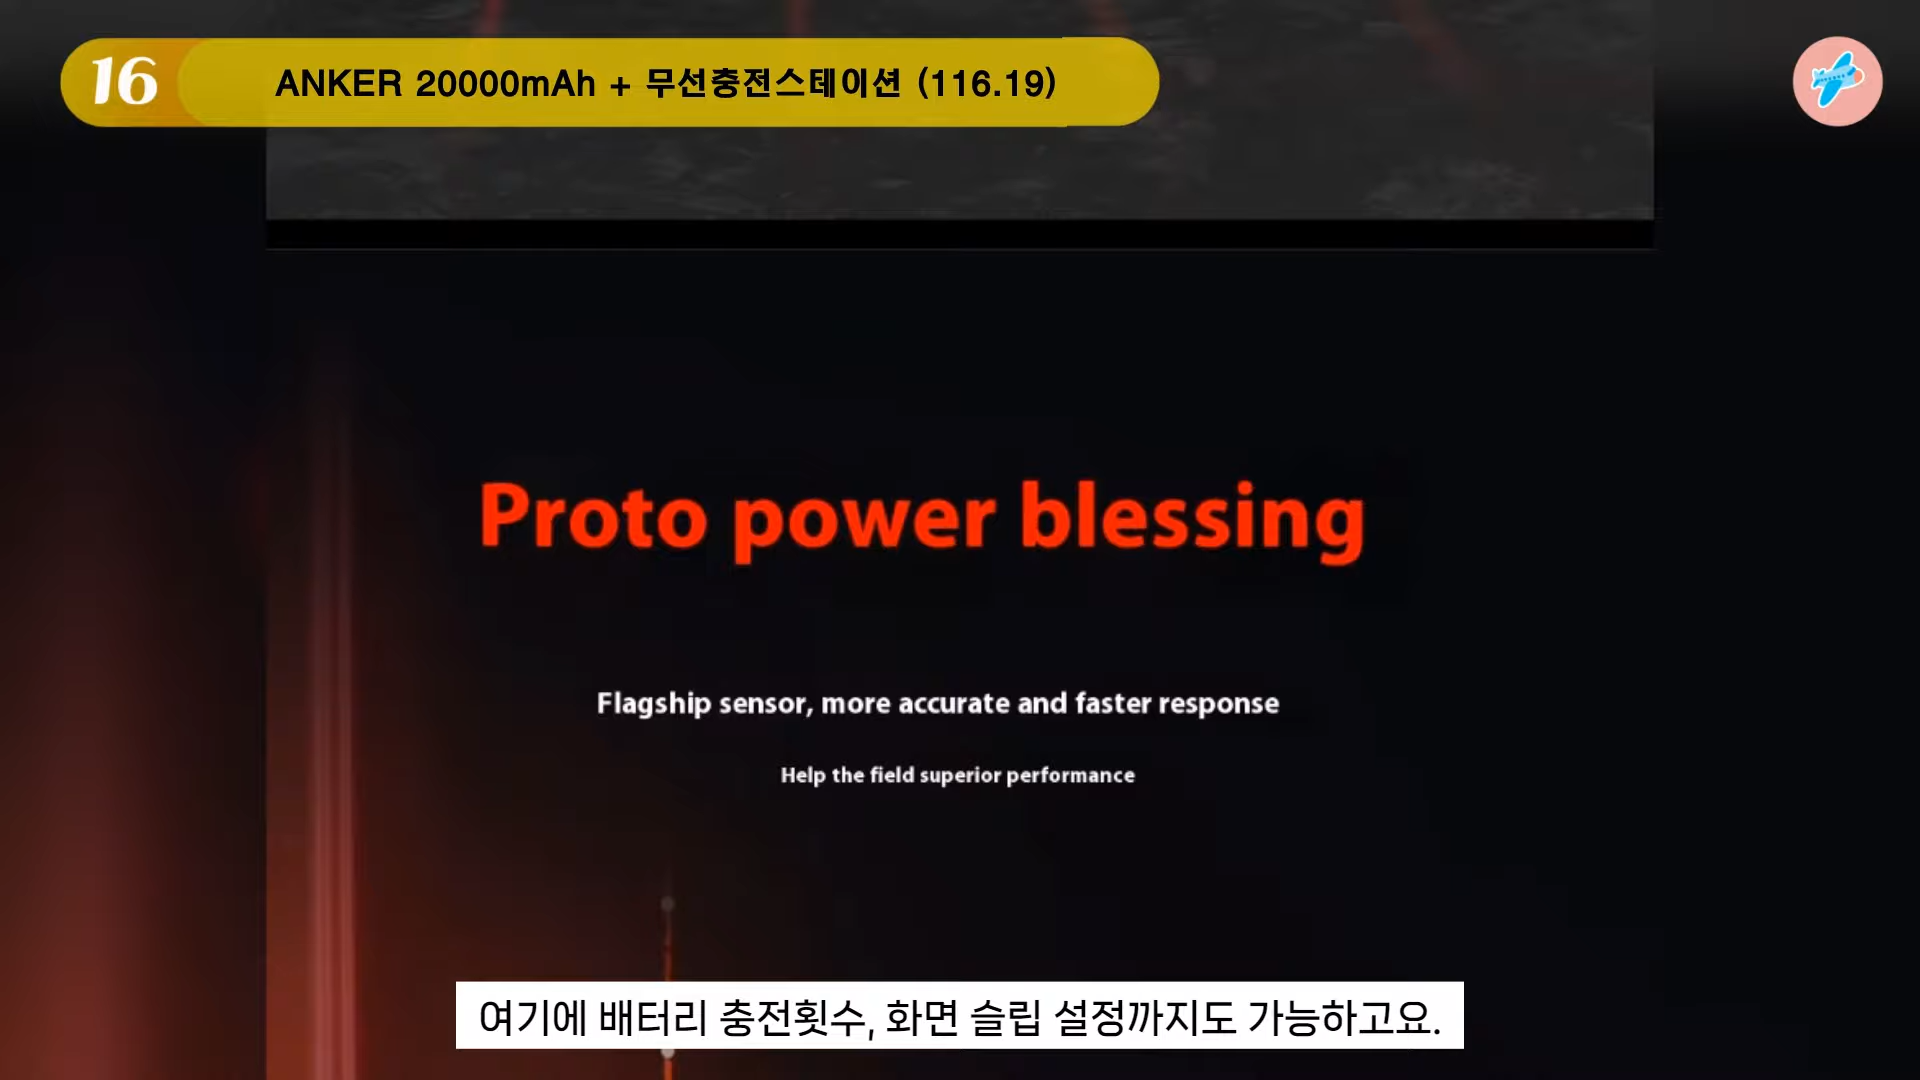 16
ANKER 20000mAh + 무선충전스테이션 (116.19)
Proto power blessing
Flagship sensor, more accurate and faster response
Help the field superior performance
여기에 배터리 충전횟수, 화면 슬립 설정까지도 가능하고요.